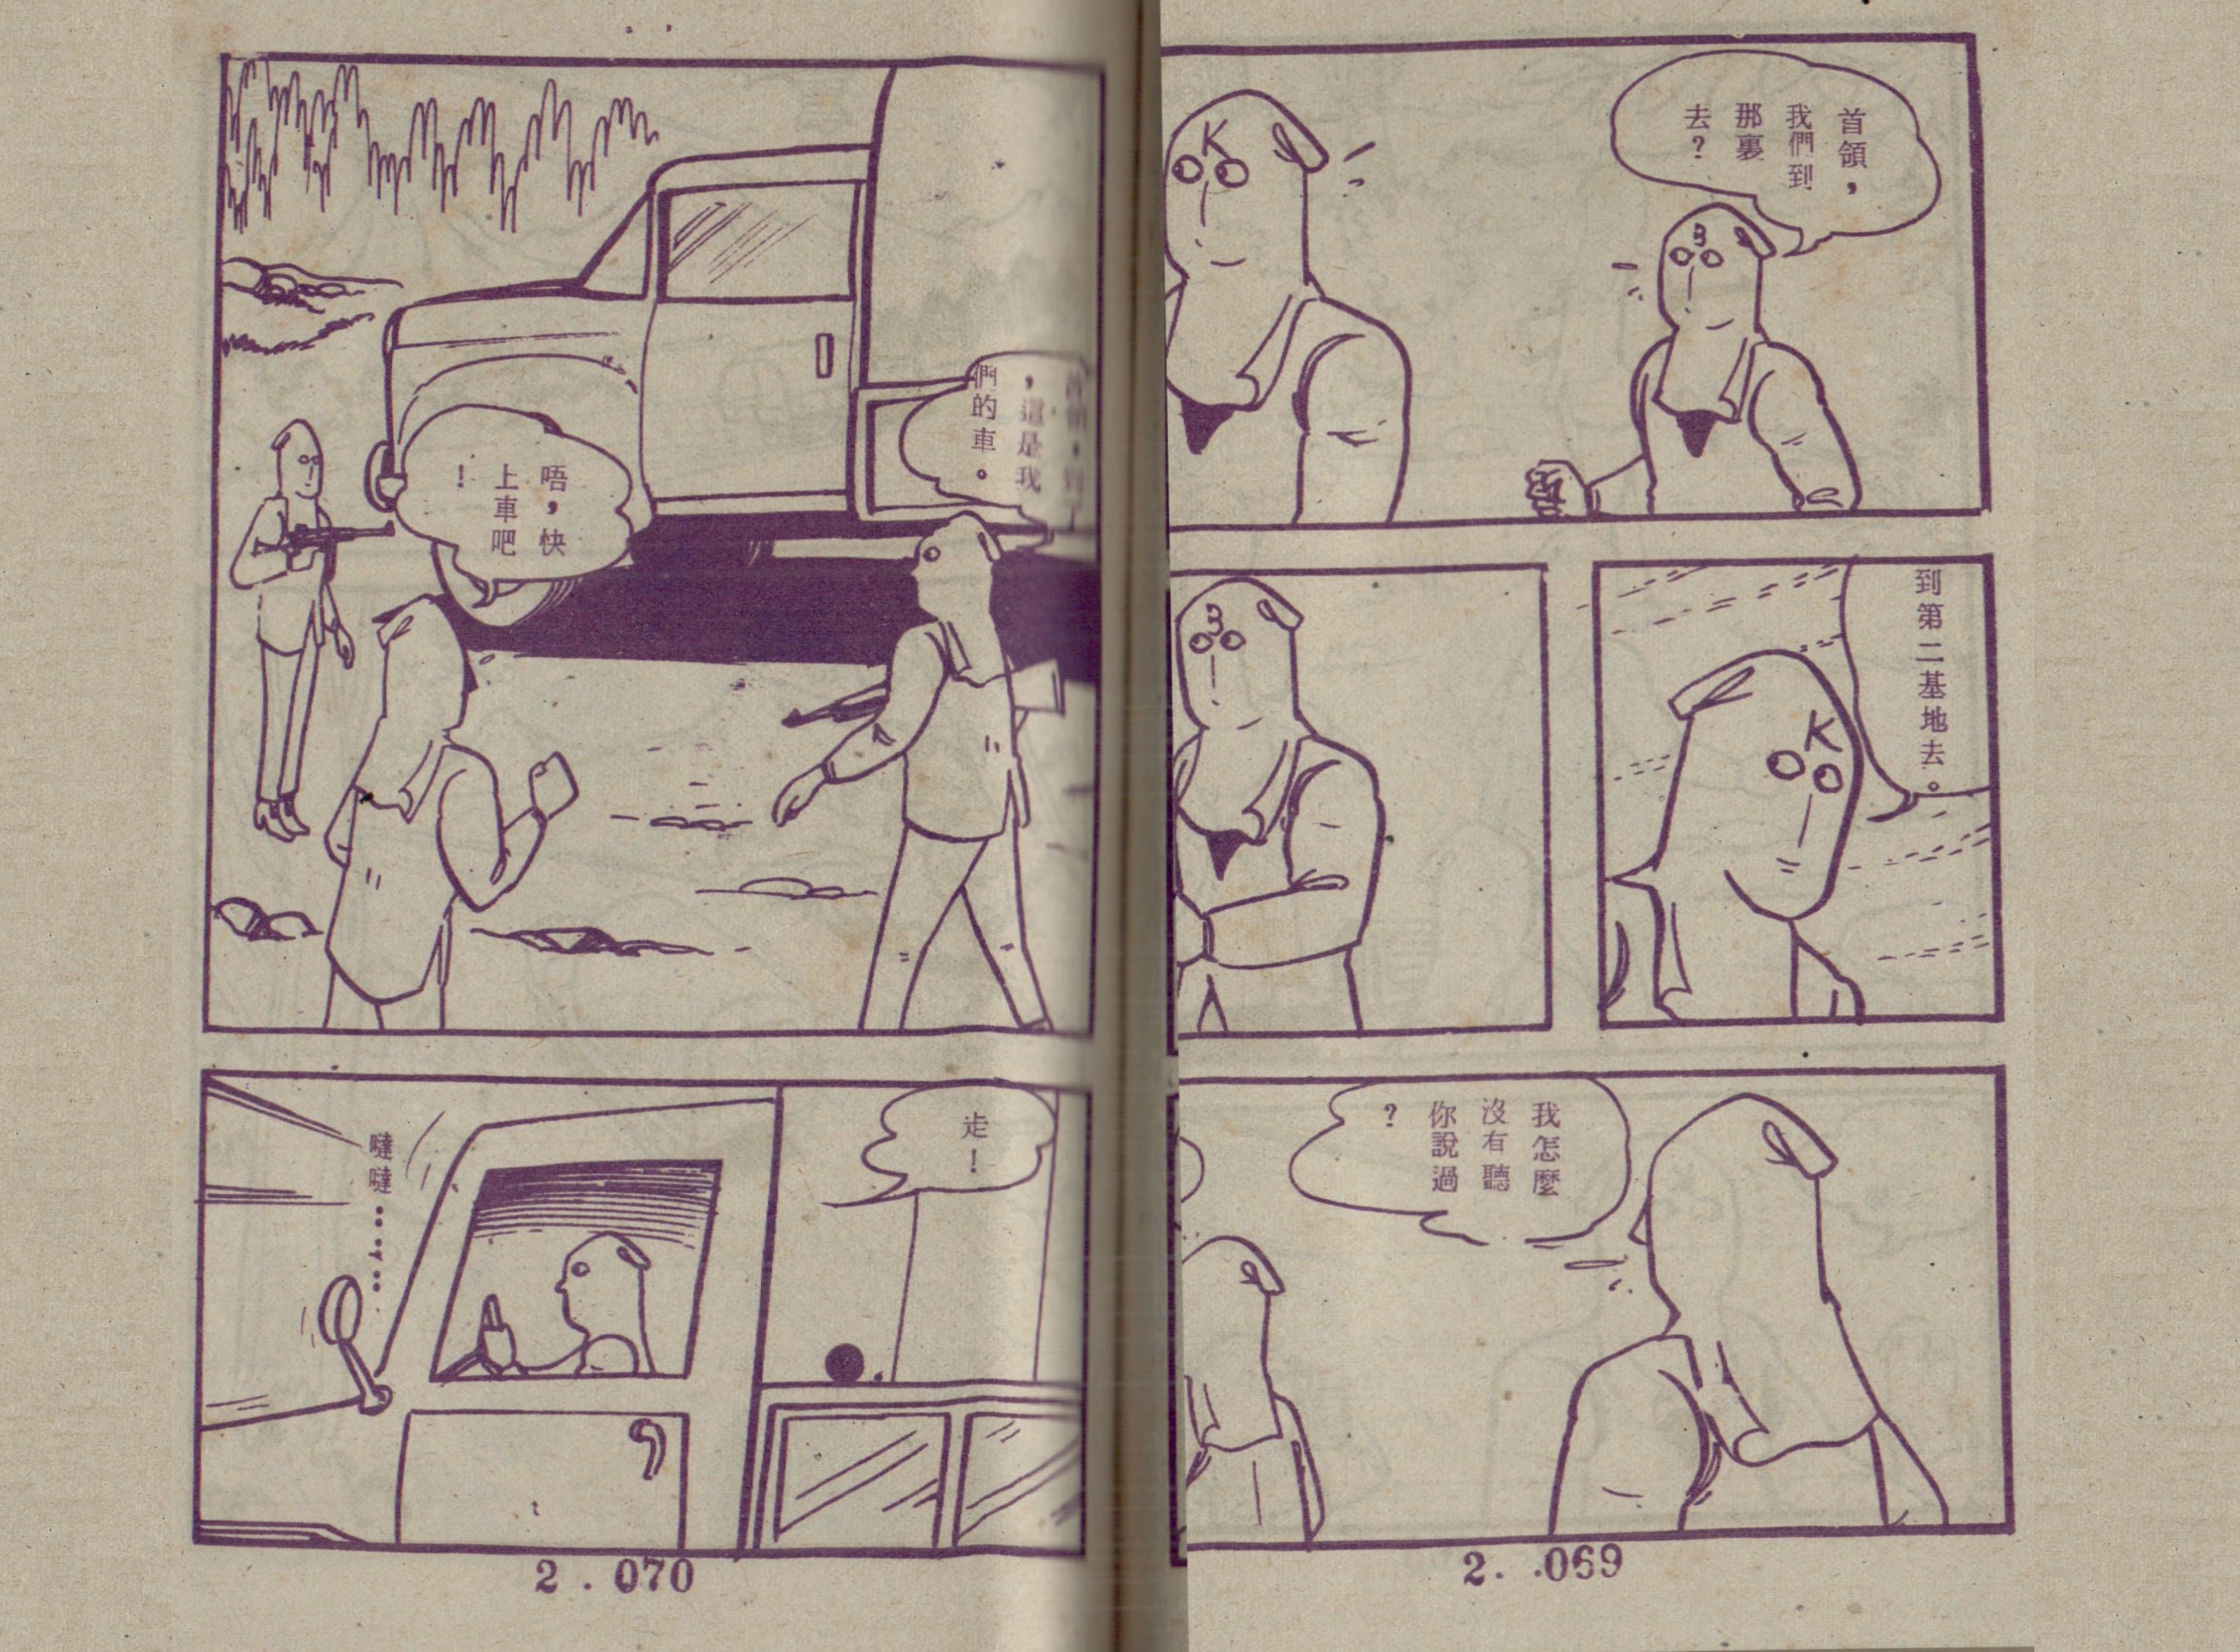 首領，
我們到
那裏
去？
B
K
到第二基地去。
K
B
我怎麼
沒有聽
你說過
？
2. .069
，這是我
們的車。
唔，快
上車吧
！
走！
噠噠……
2 . 070